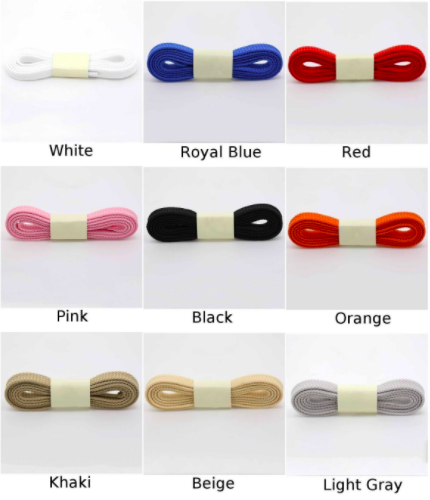 White
Royal Blue
Red
Pink
Black
Orange
Khaki
Beige
Light Gray